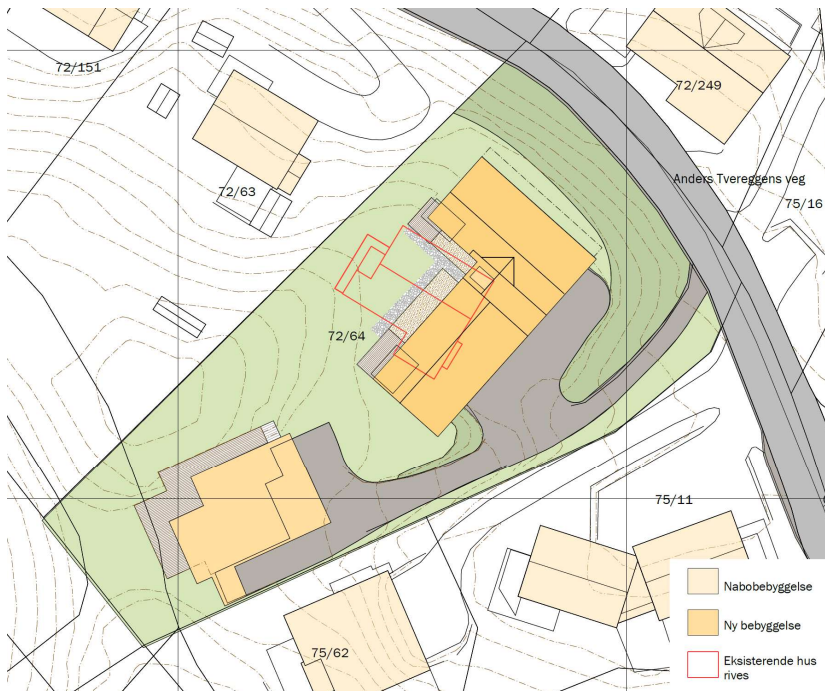 72/151
72/249
72/63
Anders Tvereggens veg
75/16
72/64
75/11
75/62
Nabobebyggelse
Ny bebyggelse
Eksisterende hus
rives